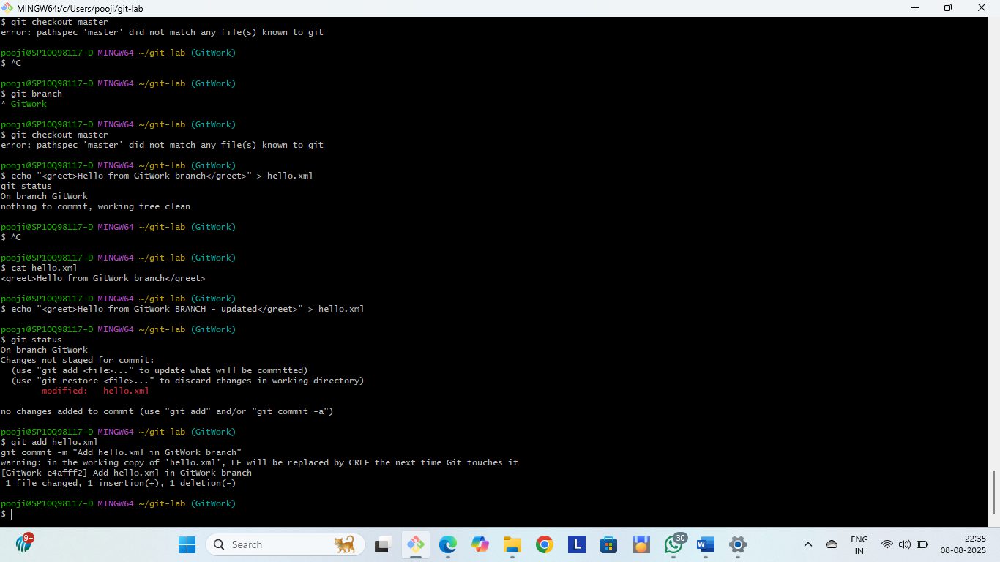 MINGW64:/c/Users/pooji/git-lab
$ git checkout master
error: pathspec 'master' did not match any file(s) known to git
pooji@SP10Q98117-D MINGW64 ~/git-lab (GitWork)
$ ^C
pooji@SP10Q98117-D MINGW64 ~/git-lab (GitWork)
$ git branch
* GitWork
pooji@SP10Q98117-D MINGW64 ~/git-lab (GitWork)
$ git checkout master
error: pathspec 'master' did not match any file(s) known to git
pooji@SP10Q98117-D MINGW64 ~/git-lab (GitWork)
$ echo "<greet>Hello from GitWork branch</greet>" > hello.xml
git status
On branch GitWork
nothing to commit, working tree clean
pooji@SP10Q98117-D MINGW64 ~/git-lab (GitWork)
$ ^C
pooji@SP10Q98117-D MINGW64 ~/git-lab (GitWork)
$ cat hello.xml
<greet>Hello from GitWork branch</greet>
pooji@SP10Q98117-D MINGW64 ~/git-lab (GitWork)
$ echo "<greet>Hello from GitWork BRANCH - updated</greet>" > hello.xml
pooji@SP10Q98117-D MINGW64 ~/git-lab (GitWork)
$ git status
On branch GitWork
Changes not staged for commit:
  (use "git add <file>..." to update what will be committed)
  (use "git restore <file>..." to discard changes in working directory)
        modified:   hello.xml
no changes added to commit (use "git add" and/or "git commit -a")
pooji@SP10Q98117-D MINGW64 ~/git-lab (GitWork)
$ git add hello.xml
git commit -m "Add hello.xml in GitWork branch"
warning: in the working copy of 'hello.xml', LF will be replaced by CRLF the next time Git touches it
[GitWork e4afff2] Add hello.xml in GitWork branch
 1 file changed, 1 insertion(+), 1 deletion(-)
pooji@SP10Q98117-D MINGW64 ~/git-lab (GitWork)
$
9+
Search
L
30
W
ENG
IN
22:35
08-08-2025